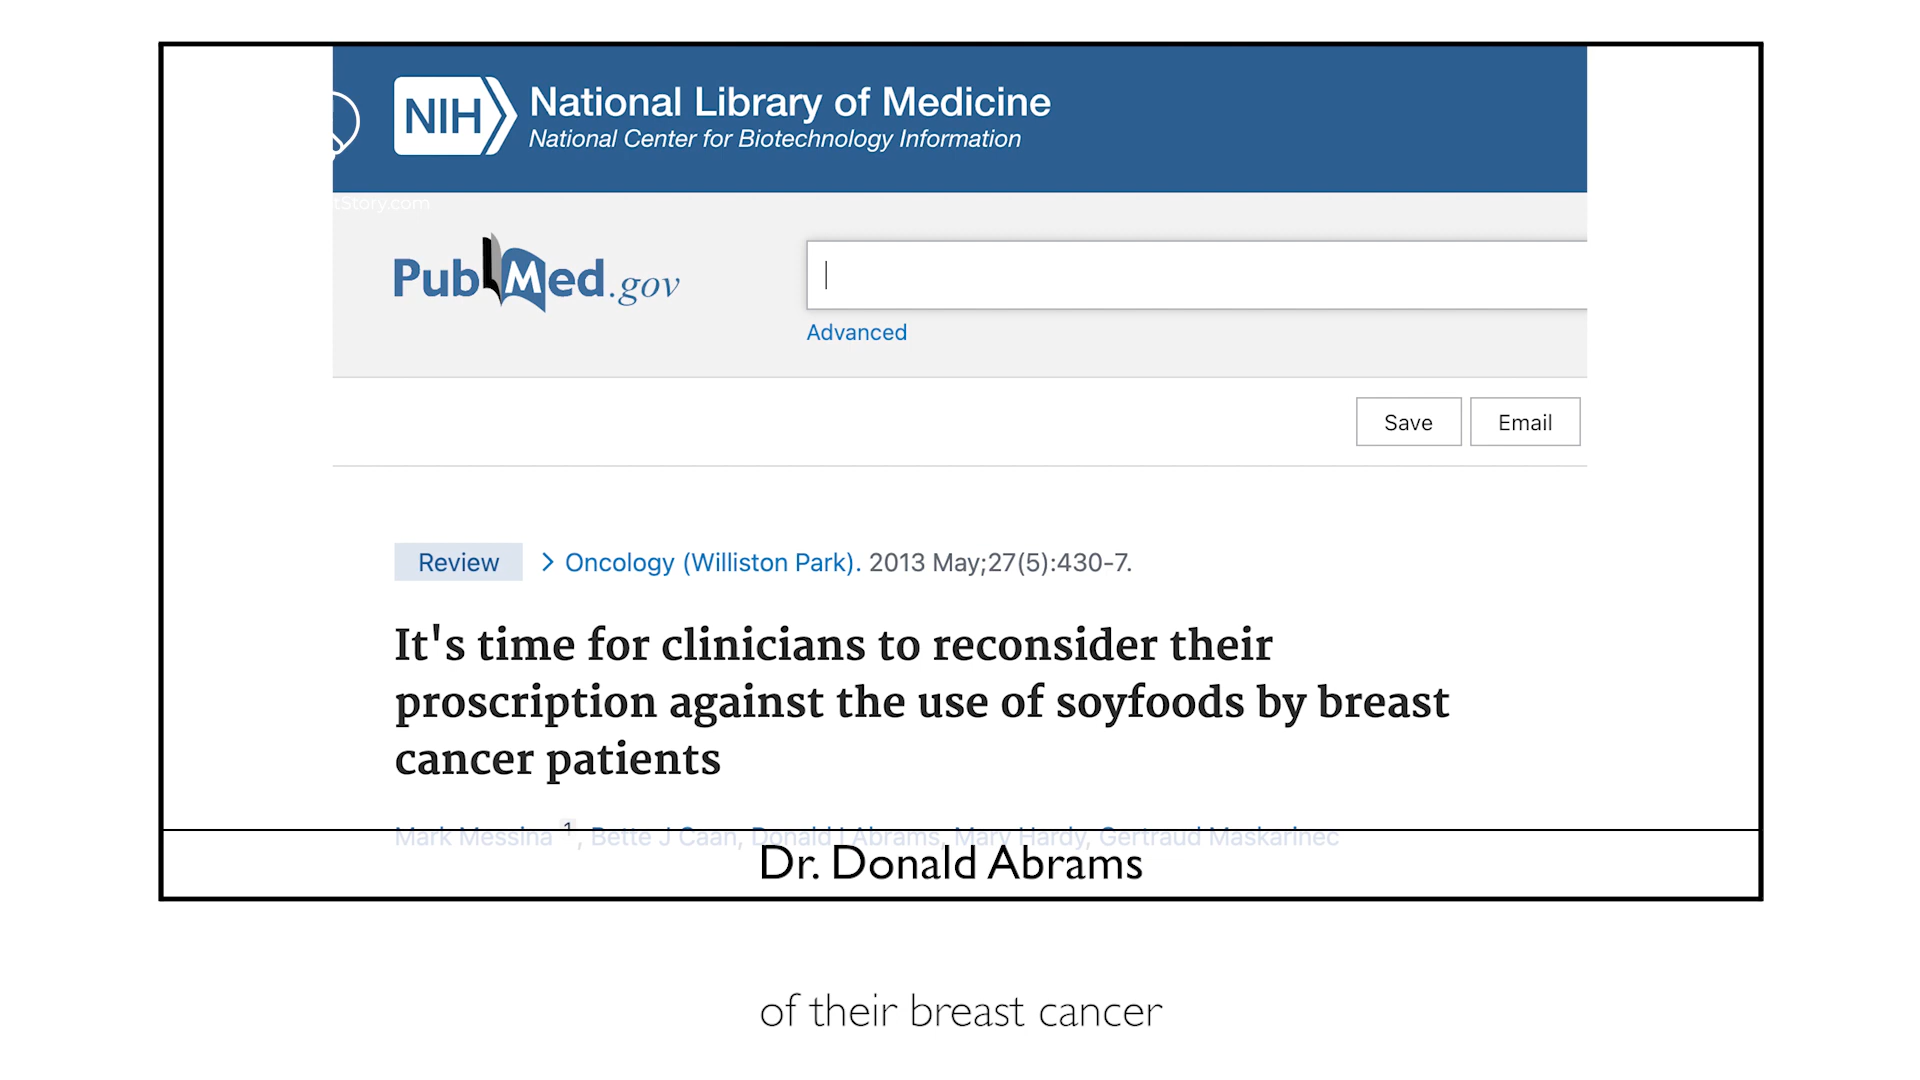 NIH National Library of Medicine
National Center for Biotechnology Information
tStory.com
PubMed.gov
Advanced
Save Email
Review > Oncology (Williston Park). 2013 May;27(5):430-7.
It's time for clinicians to reconsider their
proscription against the use of soyfoods by breast
cancer patients
Mark Messina 1, Bette J Caan, Donald I Abrams, Mary Hardy, Gertraud Maskarinec
Dr. Donald Abrams
of their breast cancer